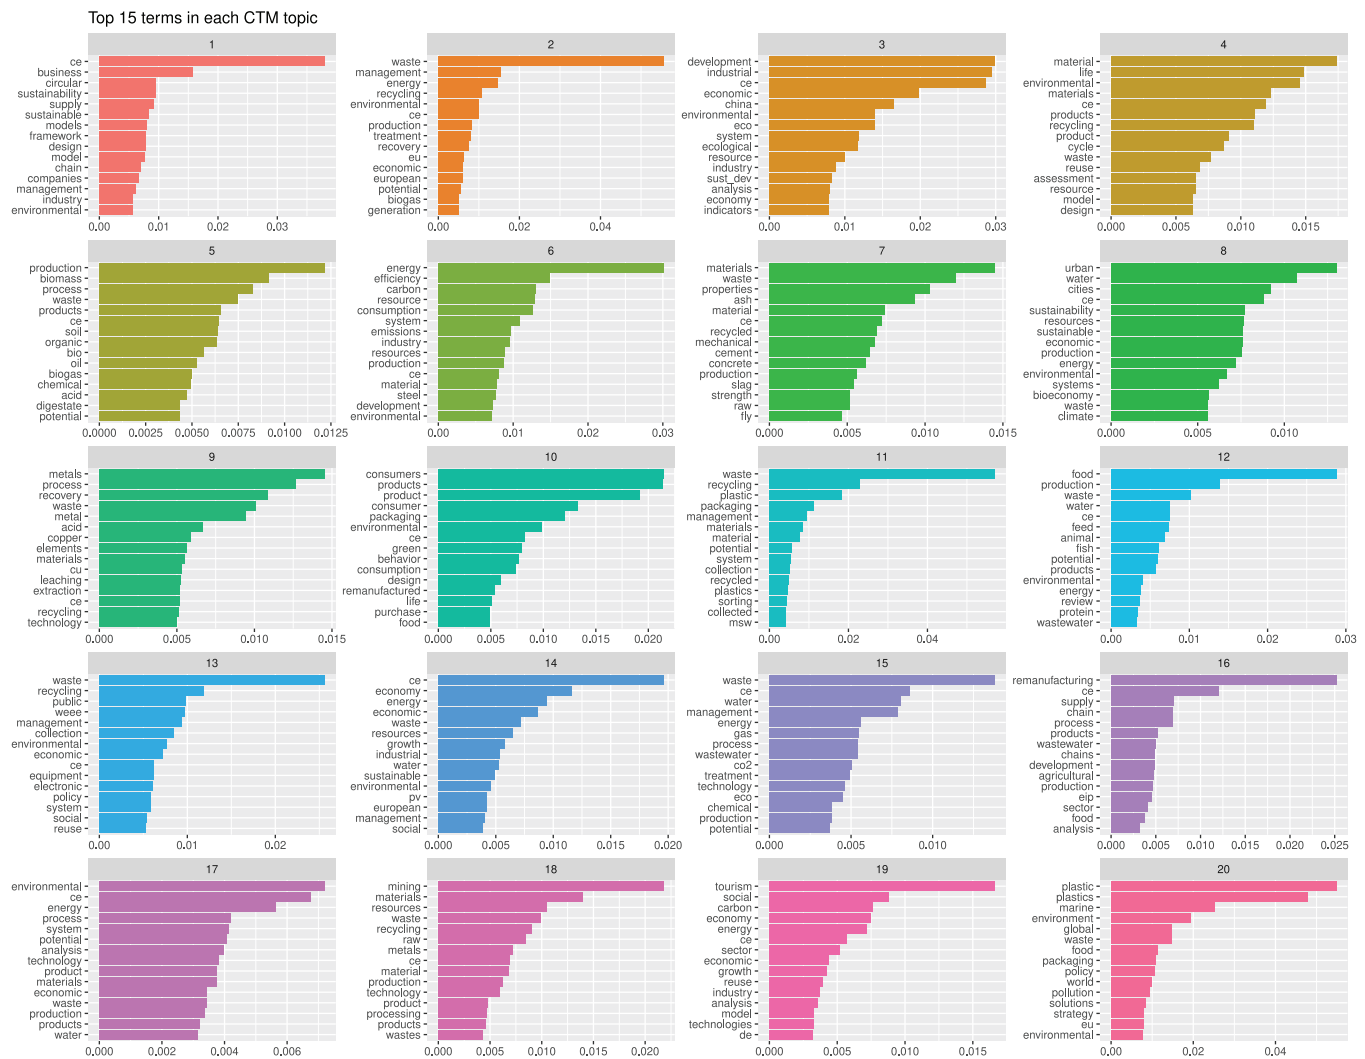 Top 15 terms in each CTM topic
1
ce
business
circular
sustainability
supply
sustainable
models
framework
design
model
chain
companies
management
industry
environmental
0.00 0.01 0.02 0.03
2
waste
management
energy
recycling
environmental
ce
production
treatment
recovery
eu
economic
european
potential
biogas
generation
0.00 0.02 0.04
3
development
industrial
ce
economic
china
environmental
eco
system
ecological
resource
industry
sust_dev
analysis
economy
indicators
0.00 0.01 0.02 0.03
4
material
life
environmental
materials
ce
products
recycling
product
cycle
waste
reuse
assessment
resource
model
design
0.000 0.005 0.010 0.015
5
production
biomass
process
waste
products
ce
soil
organic
bio
oil
biogas
chemical
acid
digestate
potential
0.0000 0.0025 0.0050 0.0075 0.0100 0.0125
6
energy
efficiency
carbon
resource
consumption
system
emissions
industry
resources
production
ce
material
steel
development
environmental
0.00 0.01 0.02 0.03
7
materials
waste
properties
ash
material
ce
recycled
mechanical
cement
concrete
production
slag
strength
raw
fly
0.000 0.005 0.010 0.015
8
urban
water
cities
ce
sustainability
resources
sustainable
economic
production
energy
environmental
systems
bioeconomy
waste
climate
0.000 0.005 0.010
9
metals
process
recovery
waste
metal
acid
copper
elements
materials
cu
leaching
extraction
ce
recycling
technology
0.000 0.005 0.010 0.015
10
consumers
products
product
consumer
packaging
environmental
ce
green
behavior
consumption
design
remanufactured
life
purchase
food
0.000 0.005 0.010 0.015 0.020
11
waste
recycling
plastic
packaging
management
materials
material
potential
system
collection
recycled
plastics
sorting
collected
msw
0.00 0.02 0.04
12
food
production
waste
water
ce
feed
animal
fish
potential
products
environmental
energy
review
protein
wastewater
0.00 0.01 0.02 0.03
13
waste
recycling
public
weee
management
collection
environmental
economic
ce
equipment
electronic
policy
system
social
reuse
0.00 0.01 0.02
14
ce
economy
energy
economic
waste
resources
growth
industrial
water
sustainable
environmental
pv
european
management
social
0.000 0.005 0.010 0.015 0.020
15
waste
ce
water
management
energy
gas
process
wastewater
co2
treatment
technology
eco
chemical
production
potential
0.000 0.005 0.010
16
remanufacturing
ce
supply
chain
process
products
wastewater
chains
development
agricultural
production
eip
sector
food
analysis
0.000 0.005 0.010 0.015 0.020 0.025
17
environmental
ce
energy
process
system
potential
analysis
technology
product
materials
economic
waste
production
products
water
0.000 0.002 0.004 0.006
18
mining
materials
resources
waste
recycling
raw
metals
ce
material
production
technology
product
processing
products
wastes
0.000 0.005 0.010 0.015 0.020
19
tourism
social
carbon
economy
energy
ce
sector
economic
growth
reuse
industry
analysis
model
technologies
de
0.000 0.005 0.010 0.015
20
plastic
plastics
marine
environment
global
waste
food
packaging
policy
world
pollution
solutions
strategy
eu
environmental
0.00 0.02 0.04